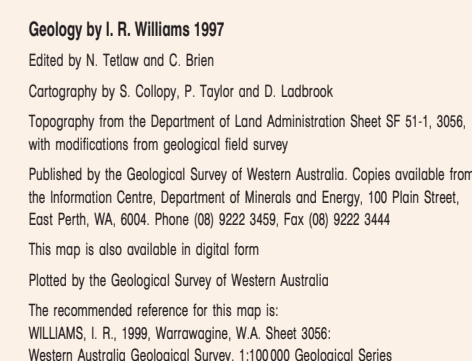 Geology by I. R. Williams 1997
Edited by N. Tetlaw and C. Brien
Cartography by S. Collopy, P. Taylor and D. Ladbrook
Topography from the Department of Land Administration Sheet SF 51-1, 3056,
with modifications from geological field survey
Published by the Geological Survey of Western Australia. Copies available from
the Information Centre, Department of Minerals and Energy, 100 Plain Street,
East Perth, WA, 6004. Phone (08) 9222 3459, Fax (08) 9222 3444
This map is also available in digital form
Plotted by the Geological Survey of Western Australia
The recommended reference for this map is:
WILLIAMS, I. R., 1999, Warrawagine, W.A. Sheet 3056:
Western Australia Geological Survey, 1:100 000 Geological Series